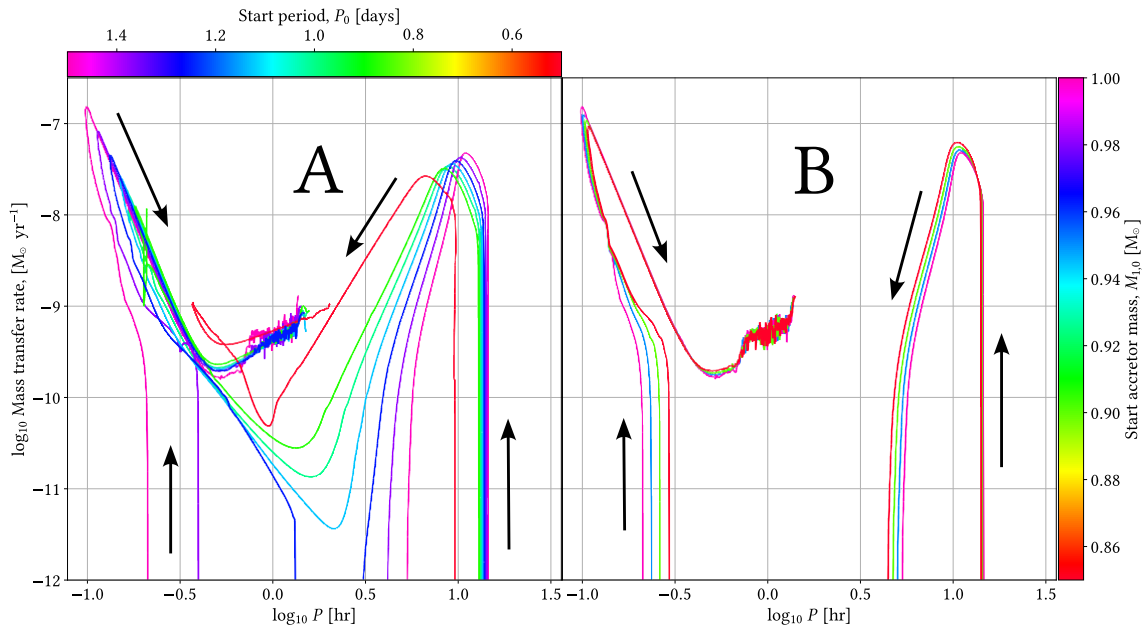 Start period, P₀ [days]
1.4 1.2 1.0 0.8 0.6
A
B
log₁₀ Mass transfer rate, [M☉ yr⁻¹]
−7
−8
−9
−10
−11
−12
−1.0 −0.5 0.0 0.5 1.0 1.5
log₁₀ P [hr]
−1.0 −0.5 0.0 0.5 1.0 1.5
log₁₀ P [hr]
1.00
0.98
0.96
0.94
0.92
0.90
0.88
0.86
Start accretor mass, M₁,₀ [M☉]